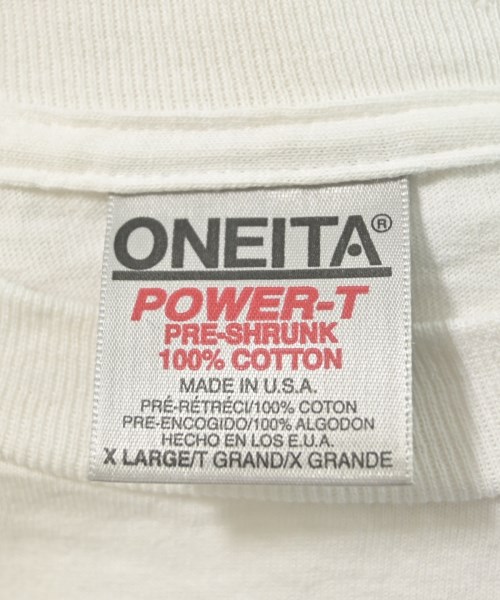 ONEITA®
POWER-T
PRE-SHRUNK
100% COTTON
MADE IN U.S.A.
PRÉ-RÉTRÉCI/100% COTON
PRE-ENCOGIDO/100% ALGODON
HECHO EN LOS E.U.A.
X LARGE/T GRAND/X GRANDE